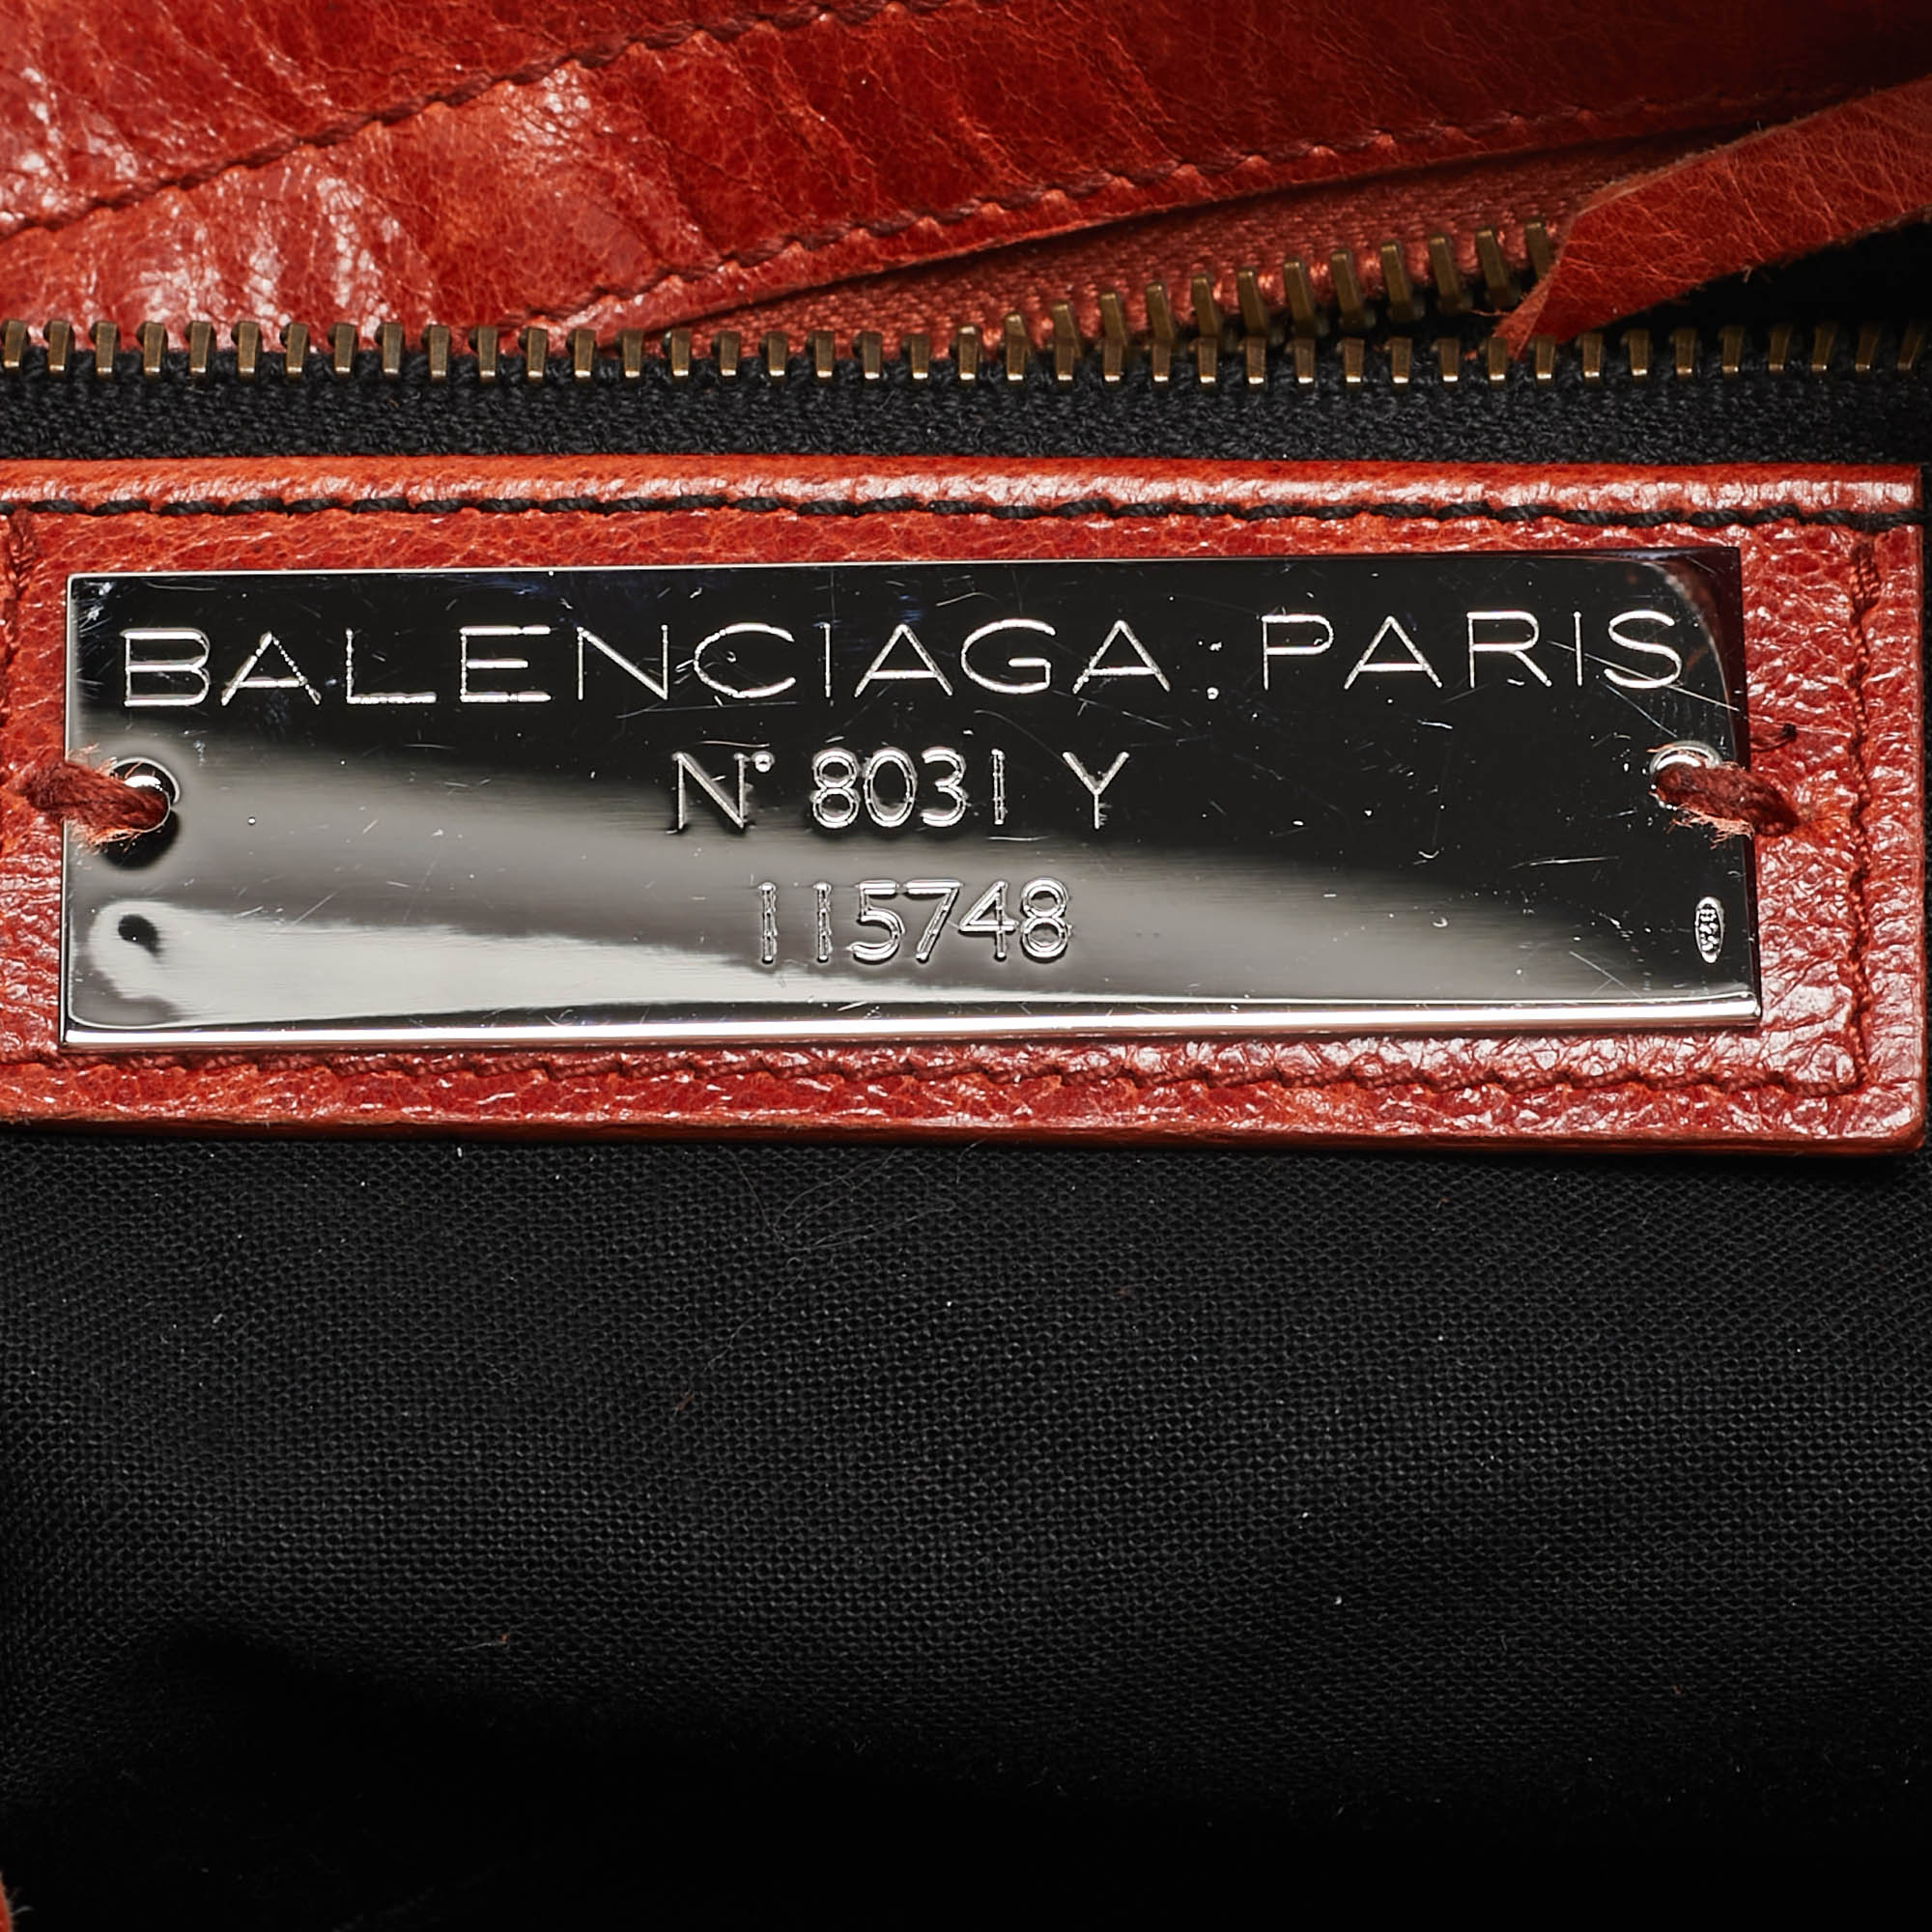 BALENCIAGA . PARIS
N° 8031 Y
115748